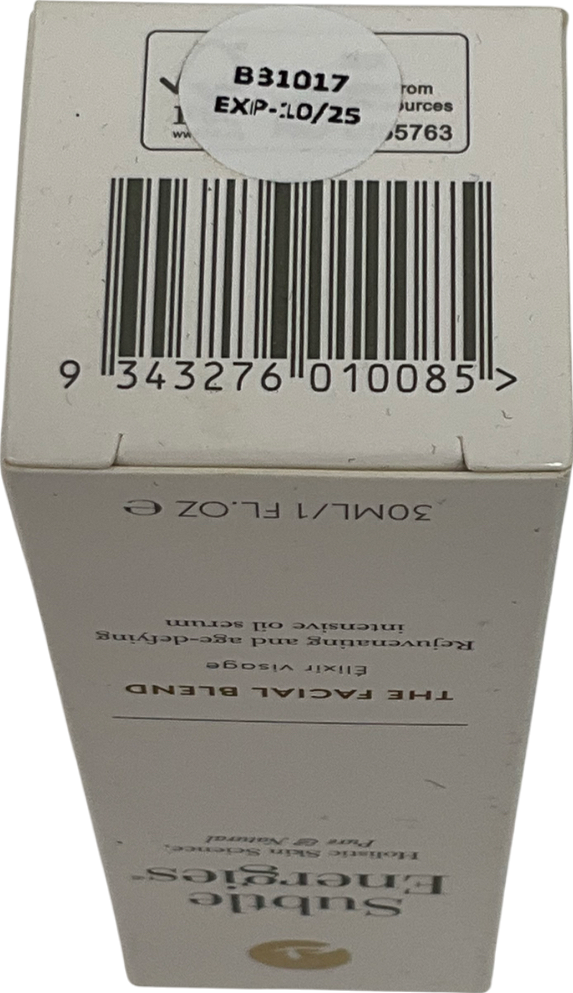 B31017
EXP-10/25
rom
ources
5763
9 343276 010085 >
30ML/1 FL.OZ ℮
Subtle
Energies
Holistic Skin Science,
Pure & Natural
THE FACIAL BLEND
Élixir visage
Rejuvenating and age-defying
intensive oil serum